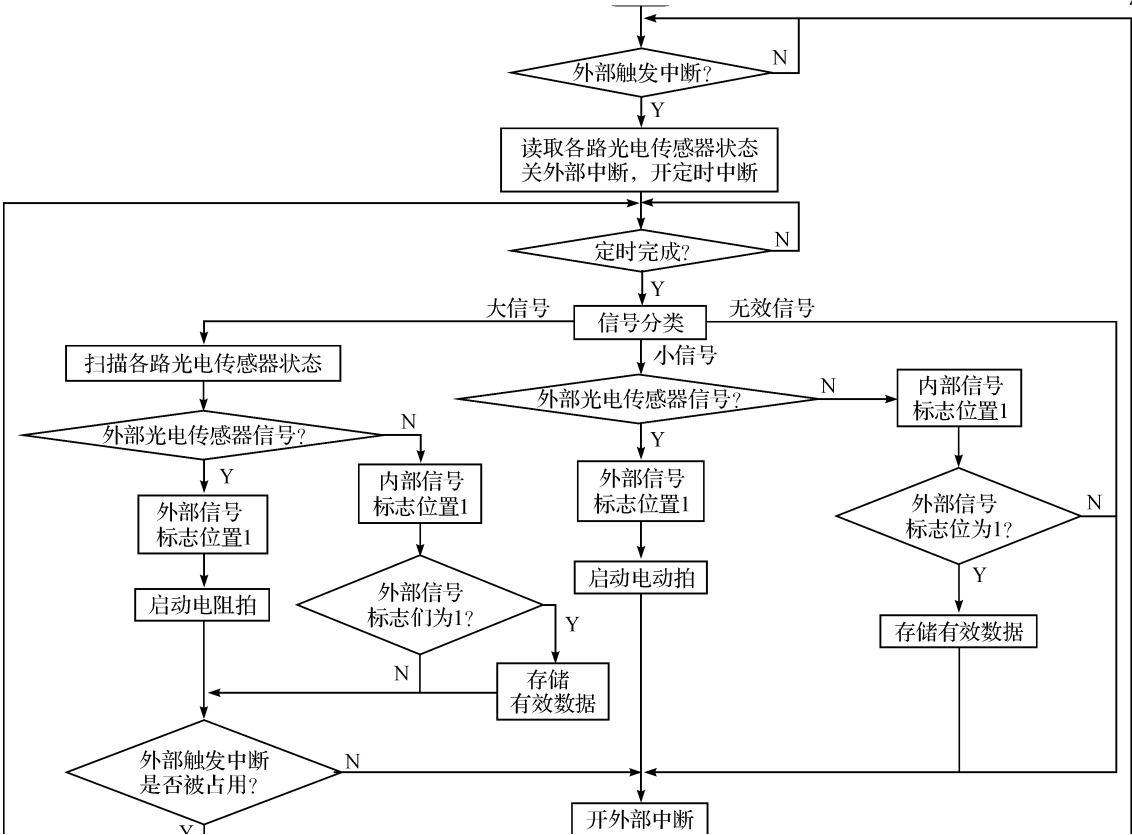 外部触发中断?
N
Y
读取各路光电传感器状态
关外部中断，开定时中断
定时完成?
N
Y
大信号
信号分类
无效信号
小信号
扫描各路光电传感器状态
外部光电传感器信号?
N
内部信号
标志位置1
外部光电传感器信号?
N
Y
Y
内部信号
标志位置1
外部信号
标志位置1
外部信号
标志位置1
外部信号
标志位为1?
N
Y
启动电动拍
启动电阻拍
外部信号
标志们为1?
Y
N
存储有效数据
存储
有效数据
外部触发中断
是否被占用?
N
Y
开外部中断